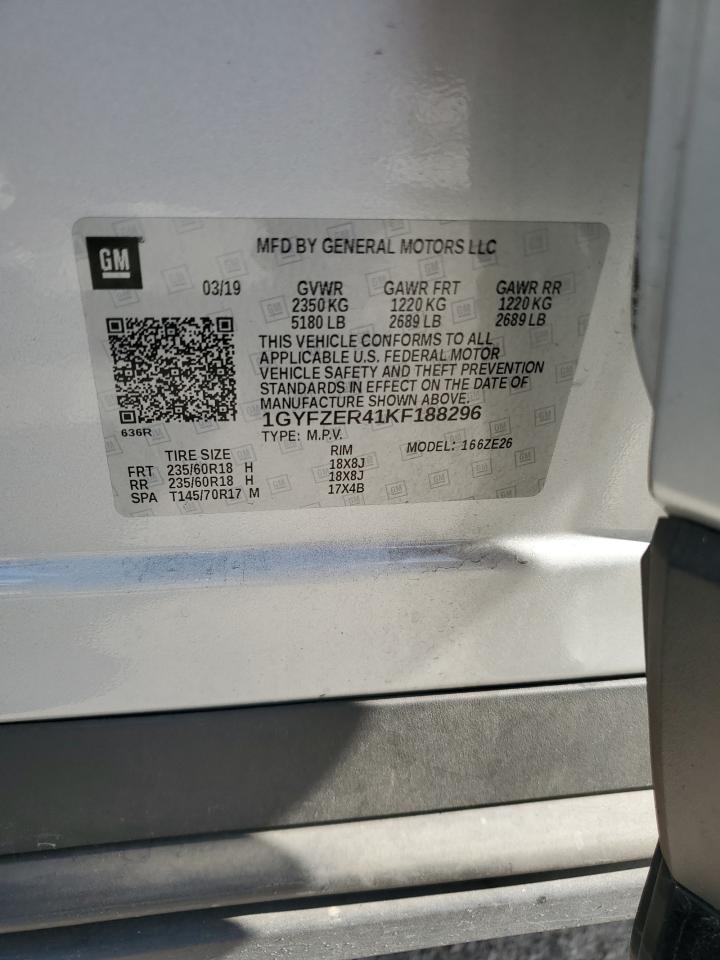 GM
MFD BY GENERAL MOTORS LLC
03/19 GVWR GAWR FRT GAWR RR
2350 KG 1220 KG 1220 KG
5180 LB 2689 LB 2689 LB
THIS VEHICLE CONFORMS TO ALL
APPLICABLE U.S. FEDERAL MOTOR
VEHICLE SAFETY AND THEFT PREVENTION
STANDARDS IN EFFECT ON THE DATE OF
MANUFACTURE SHOWN ABOVE.
1GYFZER41KF188296
636R
TYPE: M.P.V. MODEL: 166ZE26
TIRE SIZE RIM
FRT 235/60R18 H 18X8J
RR 235/60R18 H 18X8J
SPA T145/70R17 M 17X4B